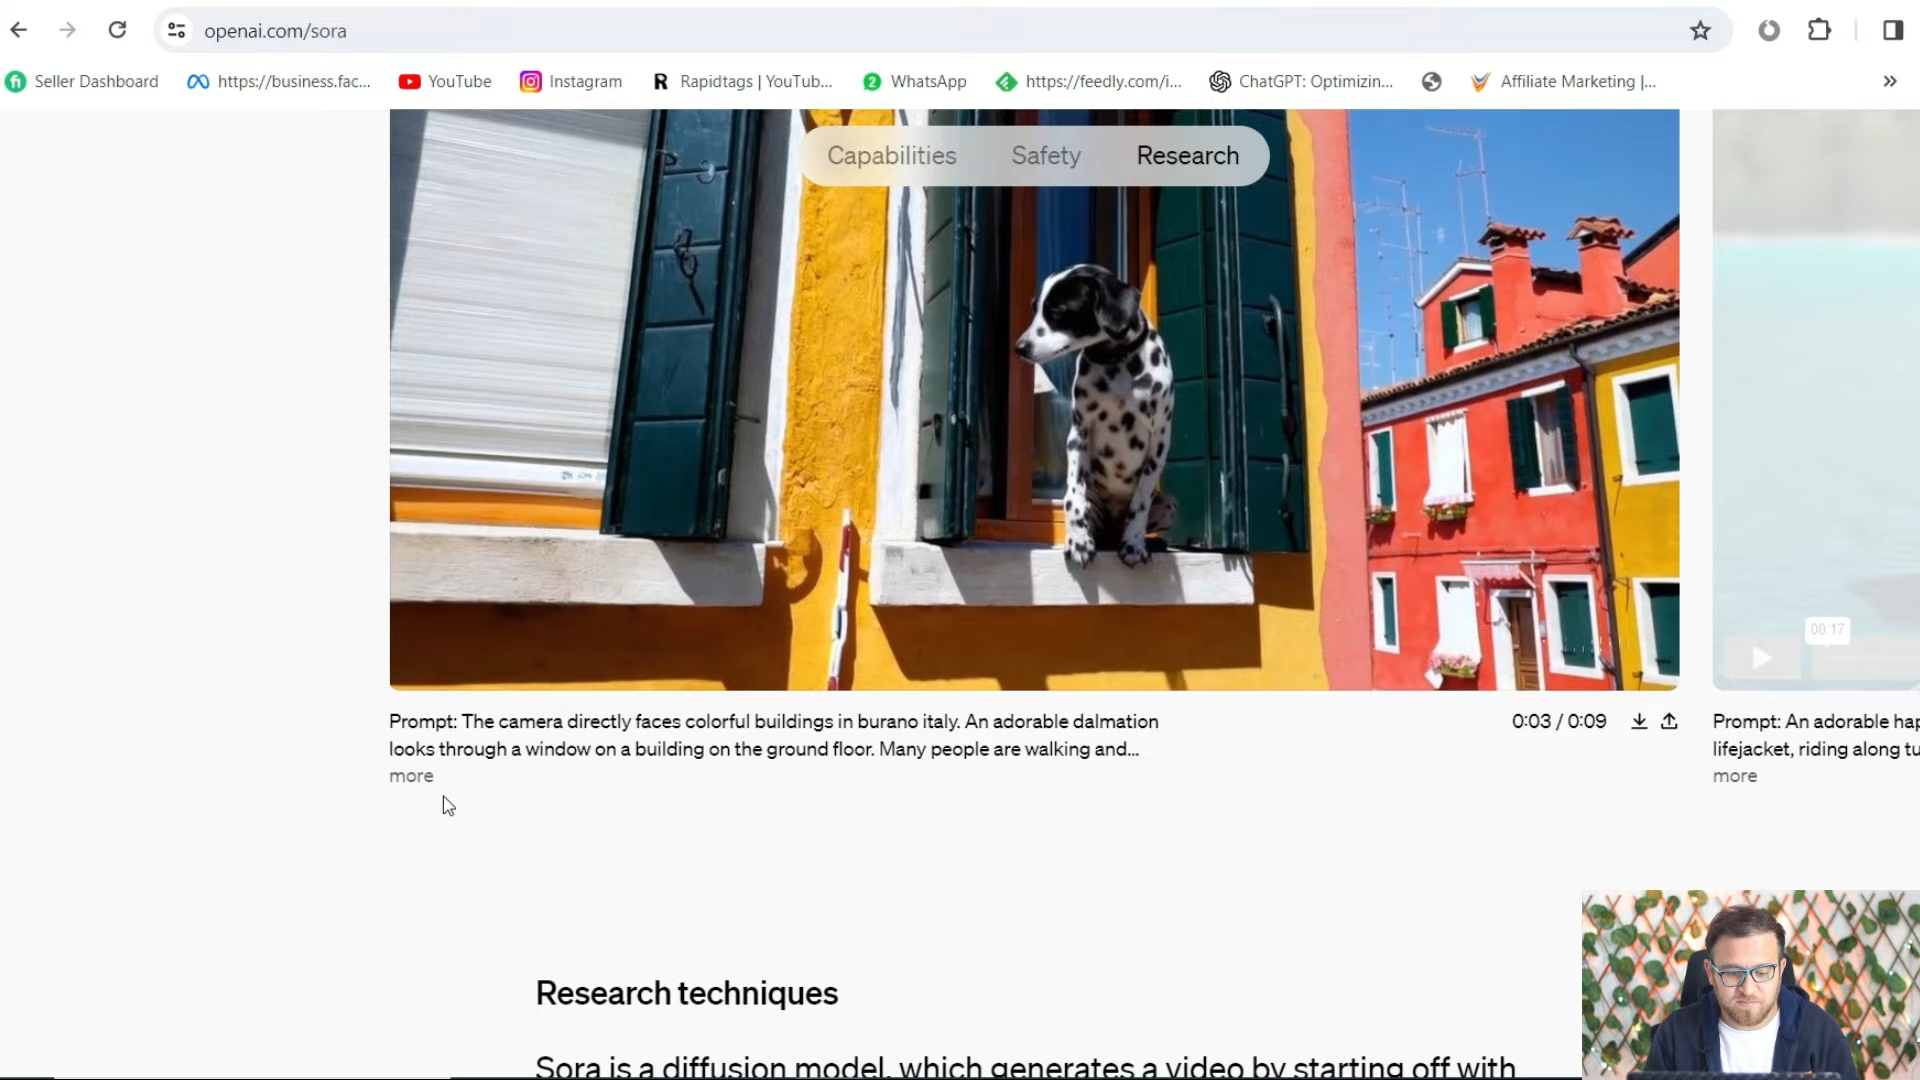 openai.com/sora
Seller Dashboard
https://business.fac...
YouTube
Instagram
R
Rapidtags | YouTub...
2
WhatsApp
https://feedly.com/i...
ChatGPT: Optimizin...
Affiliate Marketing |...
Capabilities
Safety
Research
00:17
Prompt: The camera directly faces colorful buildings in burano italy. An adorable dalmation
looks through a window on a building on the ground floor. Many people are walking and...
more
0:03 / 0:09
Prompt: An adorable hap
lifejacket, riding along tu
more
Research techniques
Sora is a diffusion model, which generates a video by starting off with